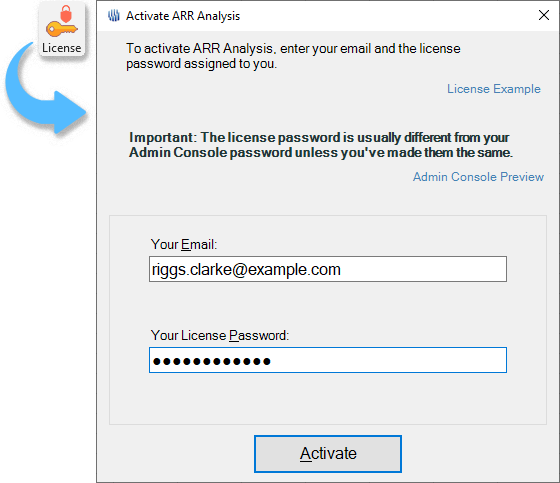 License
Activate ARR Analysis
To activate ARR Analysis, enter your email and the license
password assigned to you.
License Example
Important: The license password is usually different from your
Admin Console password unless you've made them the same.
Admin Console Preview
Your Email:
riggs.clarke@example.com
Your License Password:
●●●●●●●●●●●●
Activate